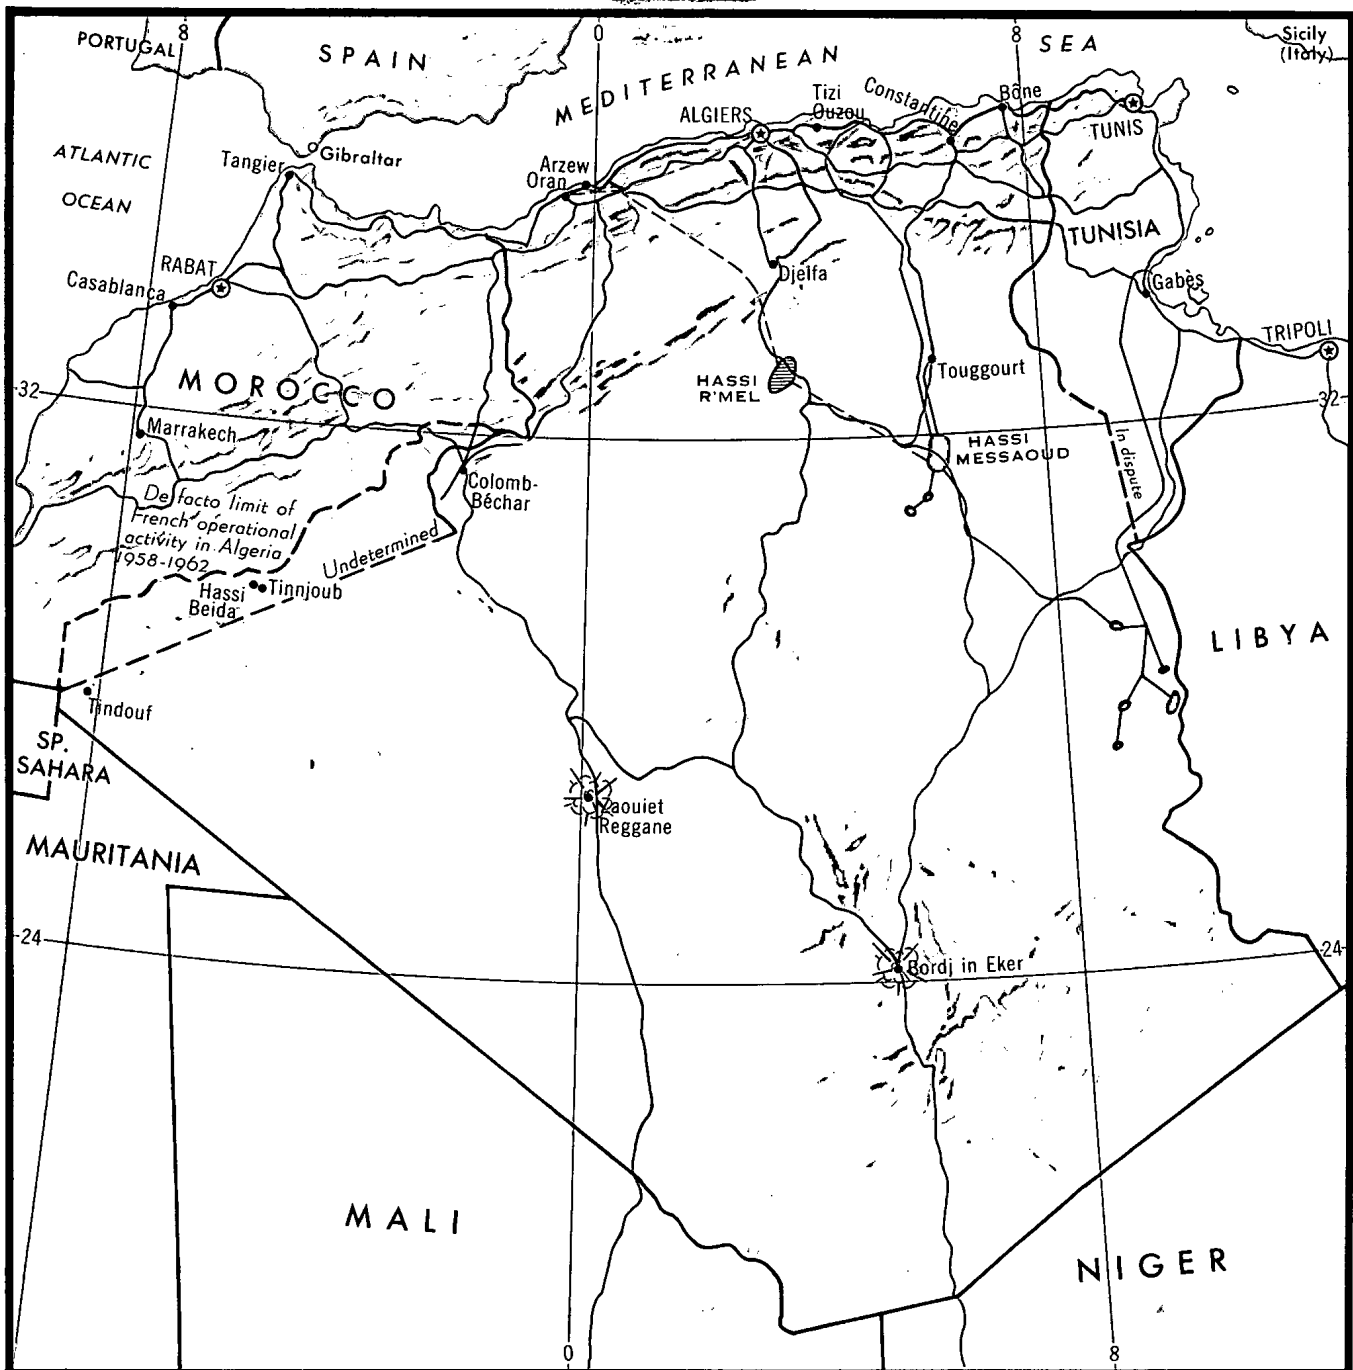 8
0
8
PORTUGAL
SPAIN
MEDITERRANEAN
SEA
Sicily
(Italy)
ATLANTIC
OCEAN
Tangier
Gibraltar
Arzew
Oran
ALGIERS
Tizi
Ouzou
Constantine
Bône
TUNIS
TUNISIA
RABAT
Casablanca
Djelfa
Gabès
TRIPOLI
MOROCCO
HASSI
R'MEL
Touggourt
32
32
Marrakech
HASSI
MESSAOUD
In dispute
Colomb-
Béchar
De facto limit of
French operational
activity in Algeria
1958-1962
Undetermined
Hassi
Beida
Tinnjoub
LIBYA
Tindouf
SP.
SAHARA
Zaouiet
Reggane
MAURITANIA
24
24
Bordj in Eker
MALI
NIGER
0
8